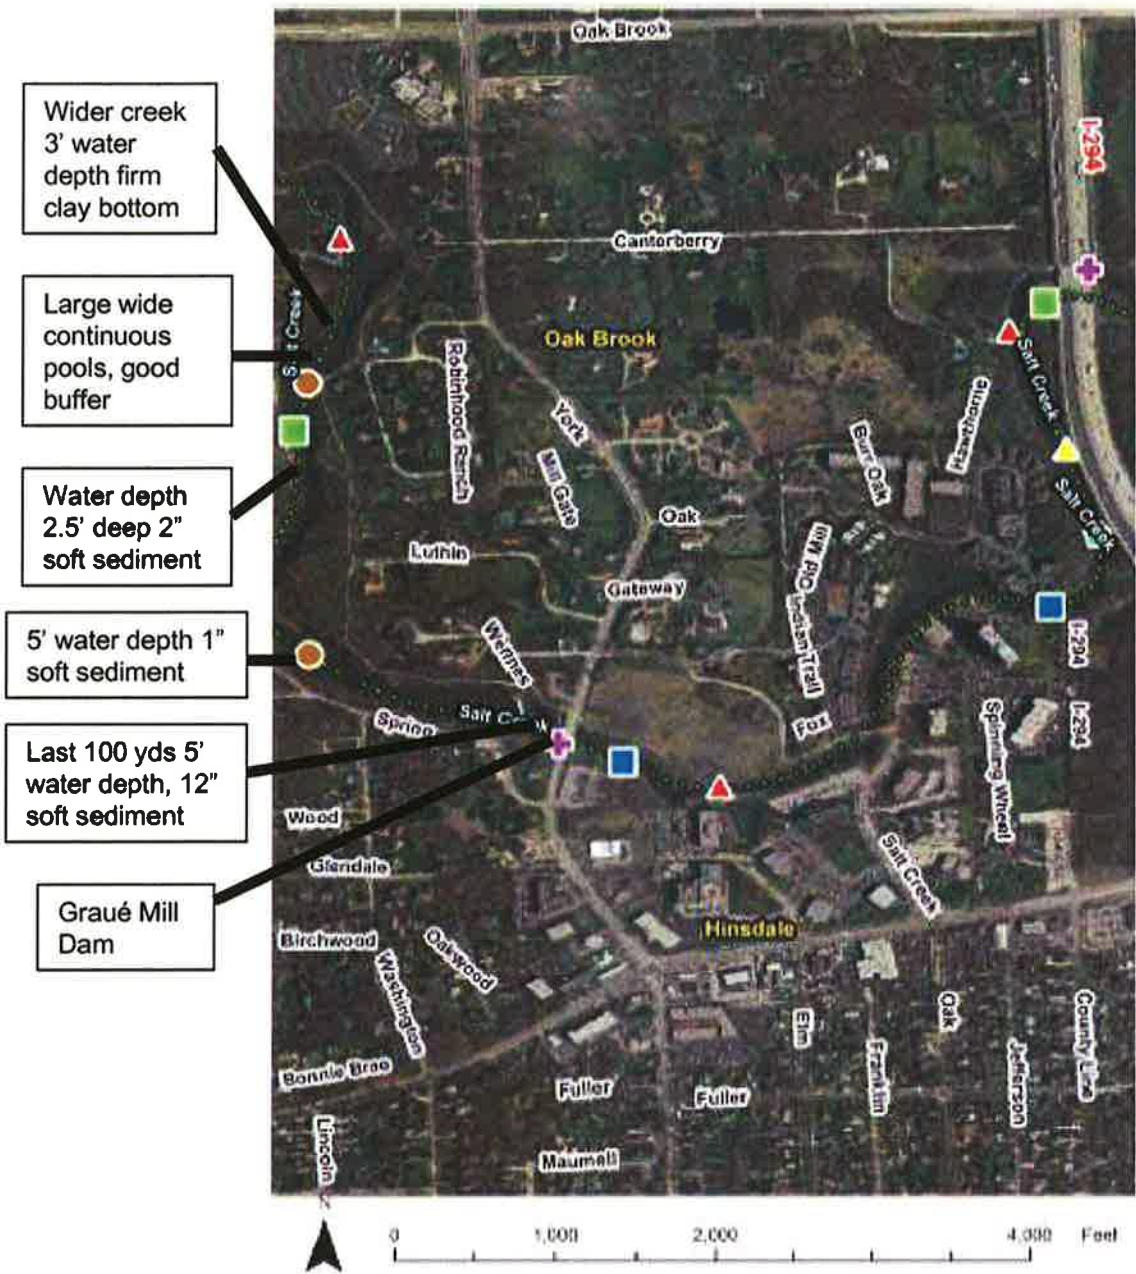 Oak Brook
Wider creek
3' water
depth firm
clay bottom
I-294
Cantorberry
Large wide
continuous
pools, good
buffer
Salt Creek
Oak Brook
Robinhood Ranch
York
Mill Gate
Hawthorne
Burr Oak
Salt Creek
Salt Creek
Water depth
2.5' deep 2"
soft sediment
Oak
Luthin
Old Mill
Gateway
Indian Trail
5' water depth 1"
soft sediment
I-294
I-294
Spring
Salt Creek
Fox
Spinning Wheel
Last 100 yds 5'
water depth, 12"
soft sediment
Wood
Glendale
Salt Creek
Graué Mill
Dam
Hinsdale
Birchwood
Oakwood
Washington
Elm
Oak
Franklin
Jefferson
County Line
Bonnie Brae
Fuller
Fuller
Lincoln
Maumell
N
0 1,000 2,000 4,000 Feet